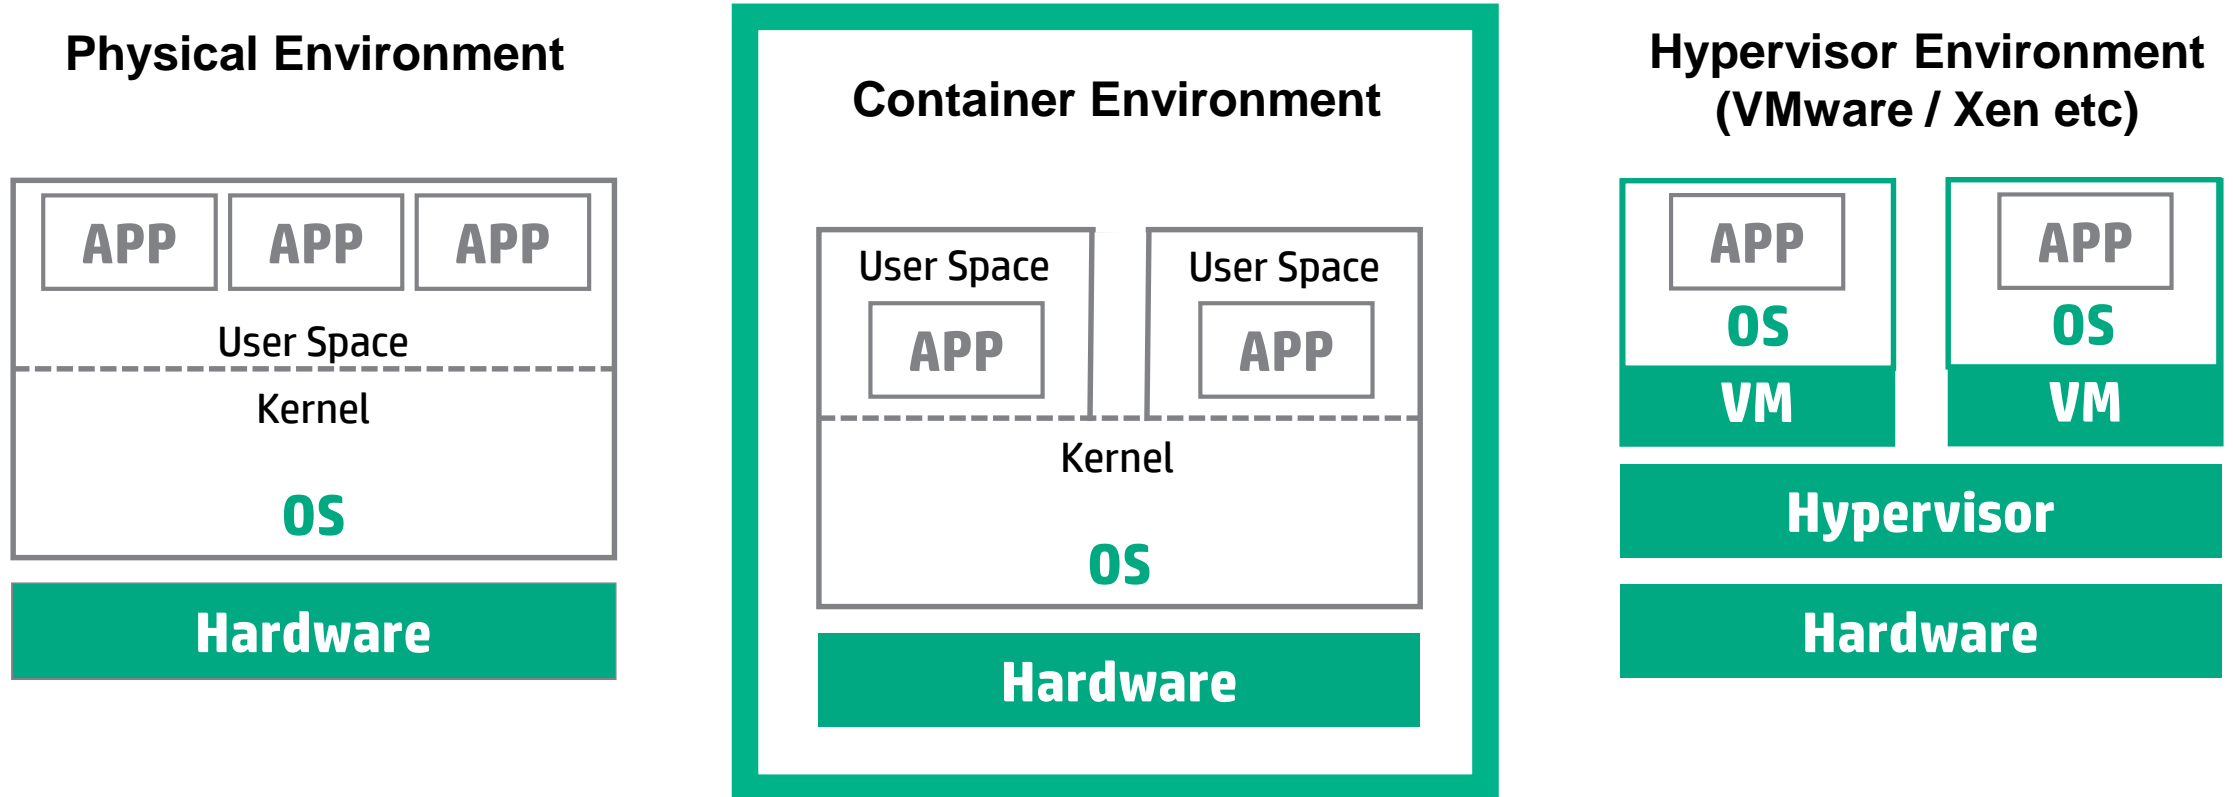 Physical Environment
APP APP APP
User Space
Kernel
OS
Hardware
Container Environment
User Space User Space
APP APP
Kernel
OS
Hardware
Hypervisor Environment
(VMware / Xen etc)
APP APP
OS OS
VM VM
Hypervisor
Hardware